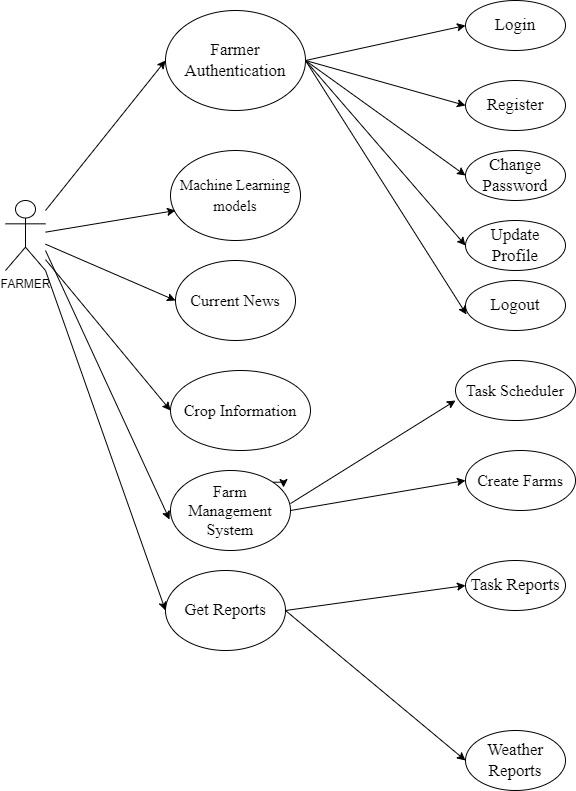 Farmer
Authentication
Login
Register
Change
Password
Update
Profile
Logout
Machine Learning
models
FARMER
Current News
Crop Information
Task Scheduler
Farm
Management
System
Create Farms
Get Reports
Task Reports
Weather
Reports